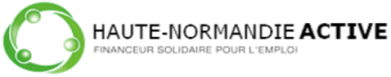 HAUTE-NORMANDIE ACTIVE
FINANCEUR SOLIDAIRE POUR L'EMPLOI